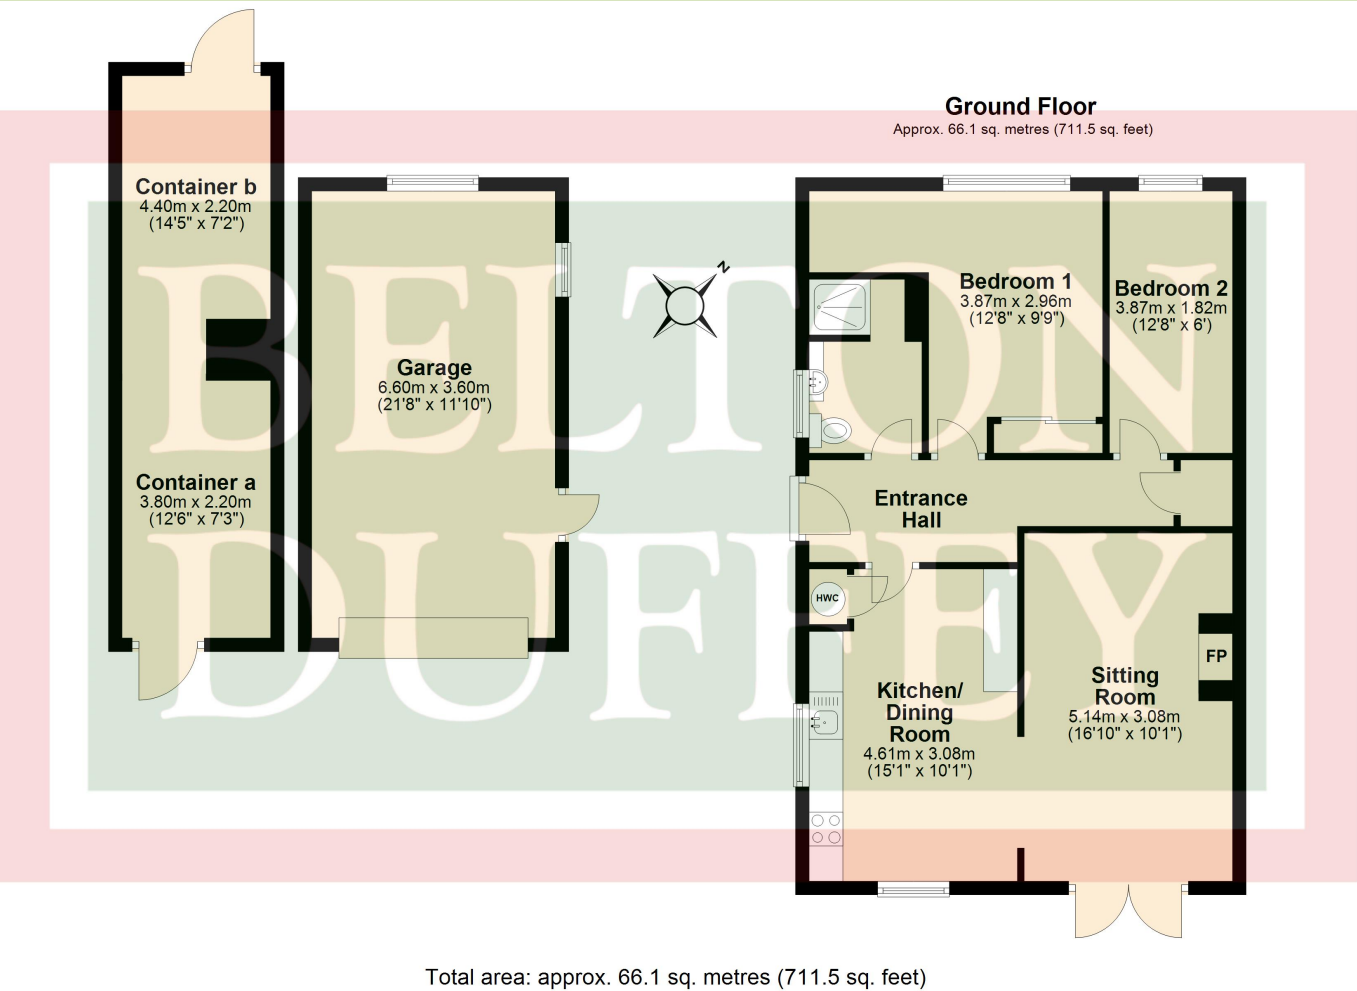 Ground Floor
Approx. 66.1 sq. metres (711.5 sq. feet)
Container b
4.40m x 2.20m
(14'5" x 7'2")
Garage
6.60m x 3.60m
(21'8" x 11'10")
Container a
3.80m x 2.20m
(12'6" x 7'3")
N
Bedroom 1
3.87m x 2.96m
(12'8" x 9'9")
Bedroom 2
3.87m x 1.82m
(12'8" x 6')
Entrance
Hall
HWC
Kitchen/
Dining
Room
4.61m x 3.08m
(15'1" x 10'1")
Sitting
Room
5.14m x 3.08m
(16'10" x 10'1")
FP
BELTON
DUFFEY
Total area: approx. 66.1 sq. metres (711.5 sq. feet)